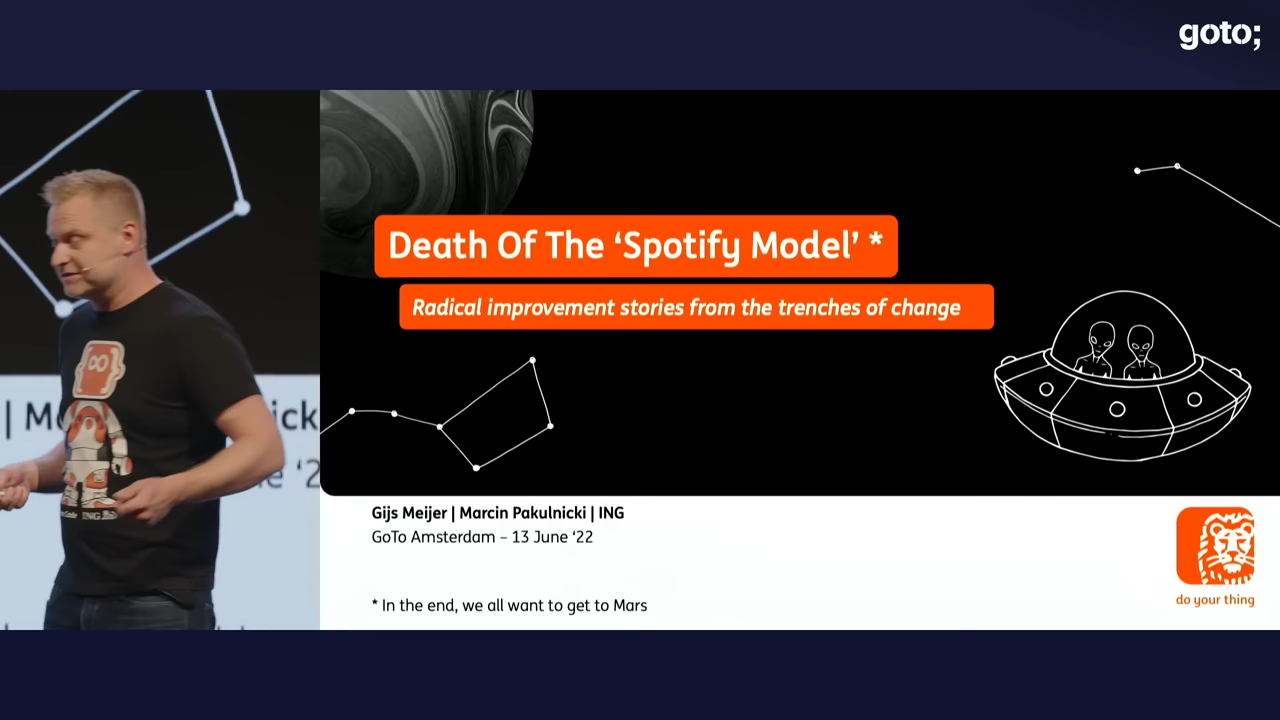 goto;
Death Of The ‘Spotify Model’ *
Radical improvement stories from the trenches of change
Gijs Meijer | Marcin Pakulnicki | ING
GoTo Amsterdam – 13 June ‘22
* In the end, we all want to get to Mars
do your thing
ING